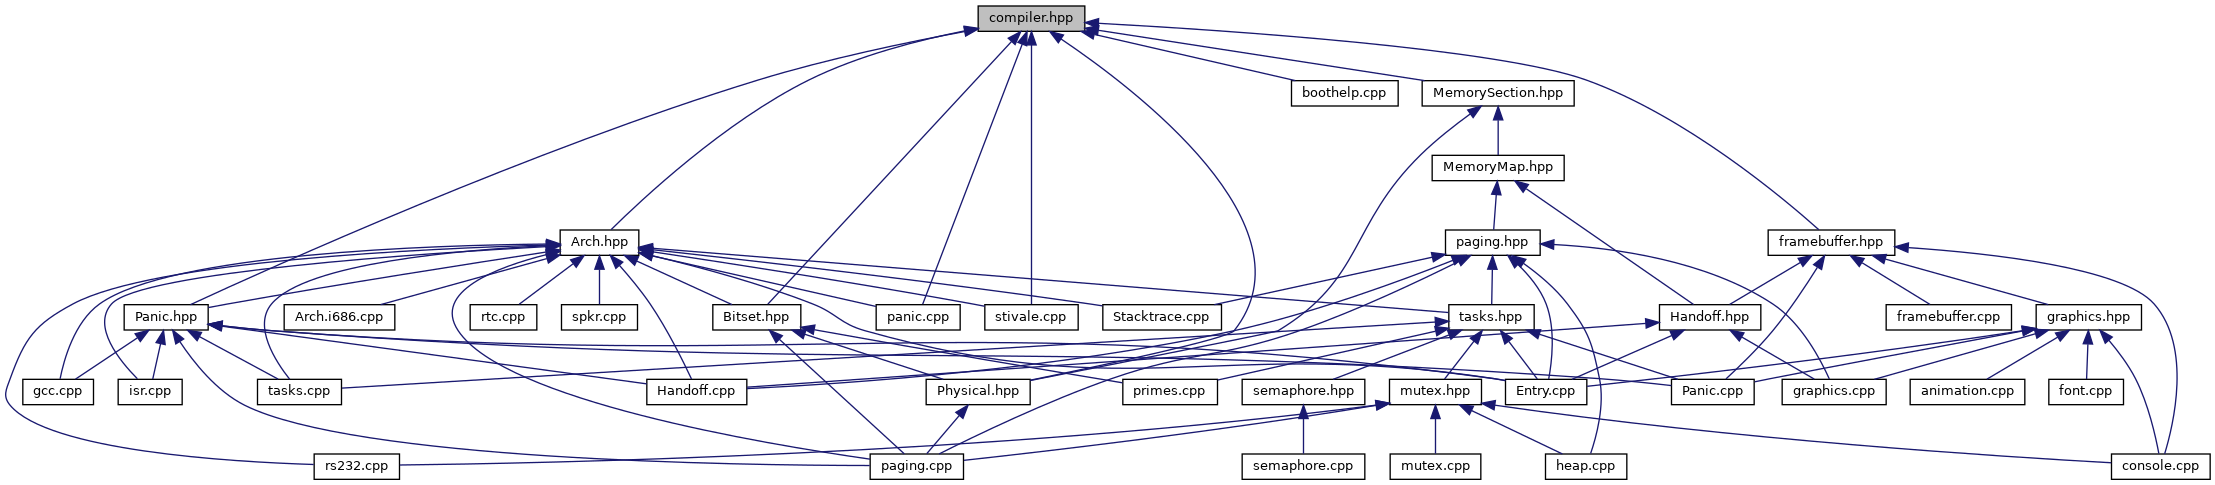 compiler.hpp
boothelp.cpp
MemorySection.hpp
MemoryMap.hpp
Arch.hpp
paging.hpp
framebuffer.hpp
Panic.hpp
Arch.i686.cpp
rtc.cpp
spkr.cpp
Bitset.hpp
panic.cpp
stivale.cpp
Stacktrace.cpp
tasks.hpp
Handoff.hpp
framebuffer.cpp
graphics.hpp
gcc.cpp
isr.cpp
tasks.cpp
Handoff.cpp
Physical.hpp
primes.cpp
semaphore.hpp
mutex.hpp
Entry.cpp
Panic.cpp
graphics.cpp
animation.cpp
font.cpp
rs232.cpp
paging.cpp
semaphore.cpp
mutex.cpp
heap.cpp
console.cpp